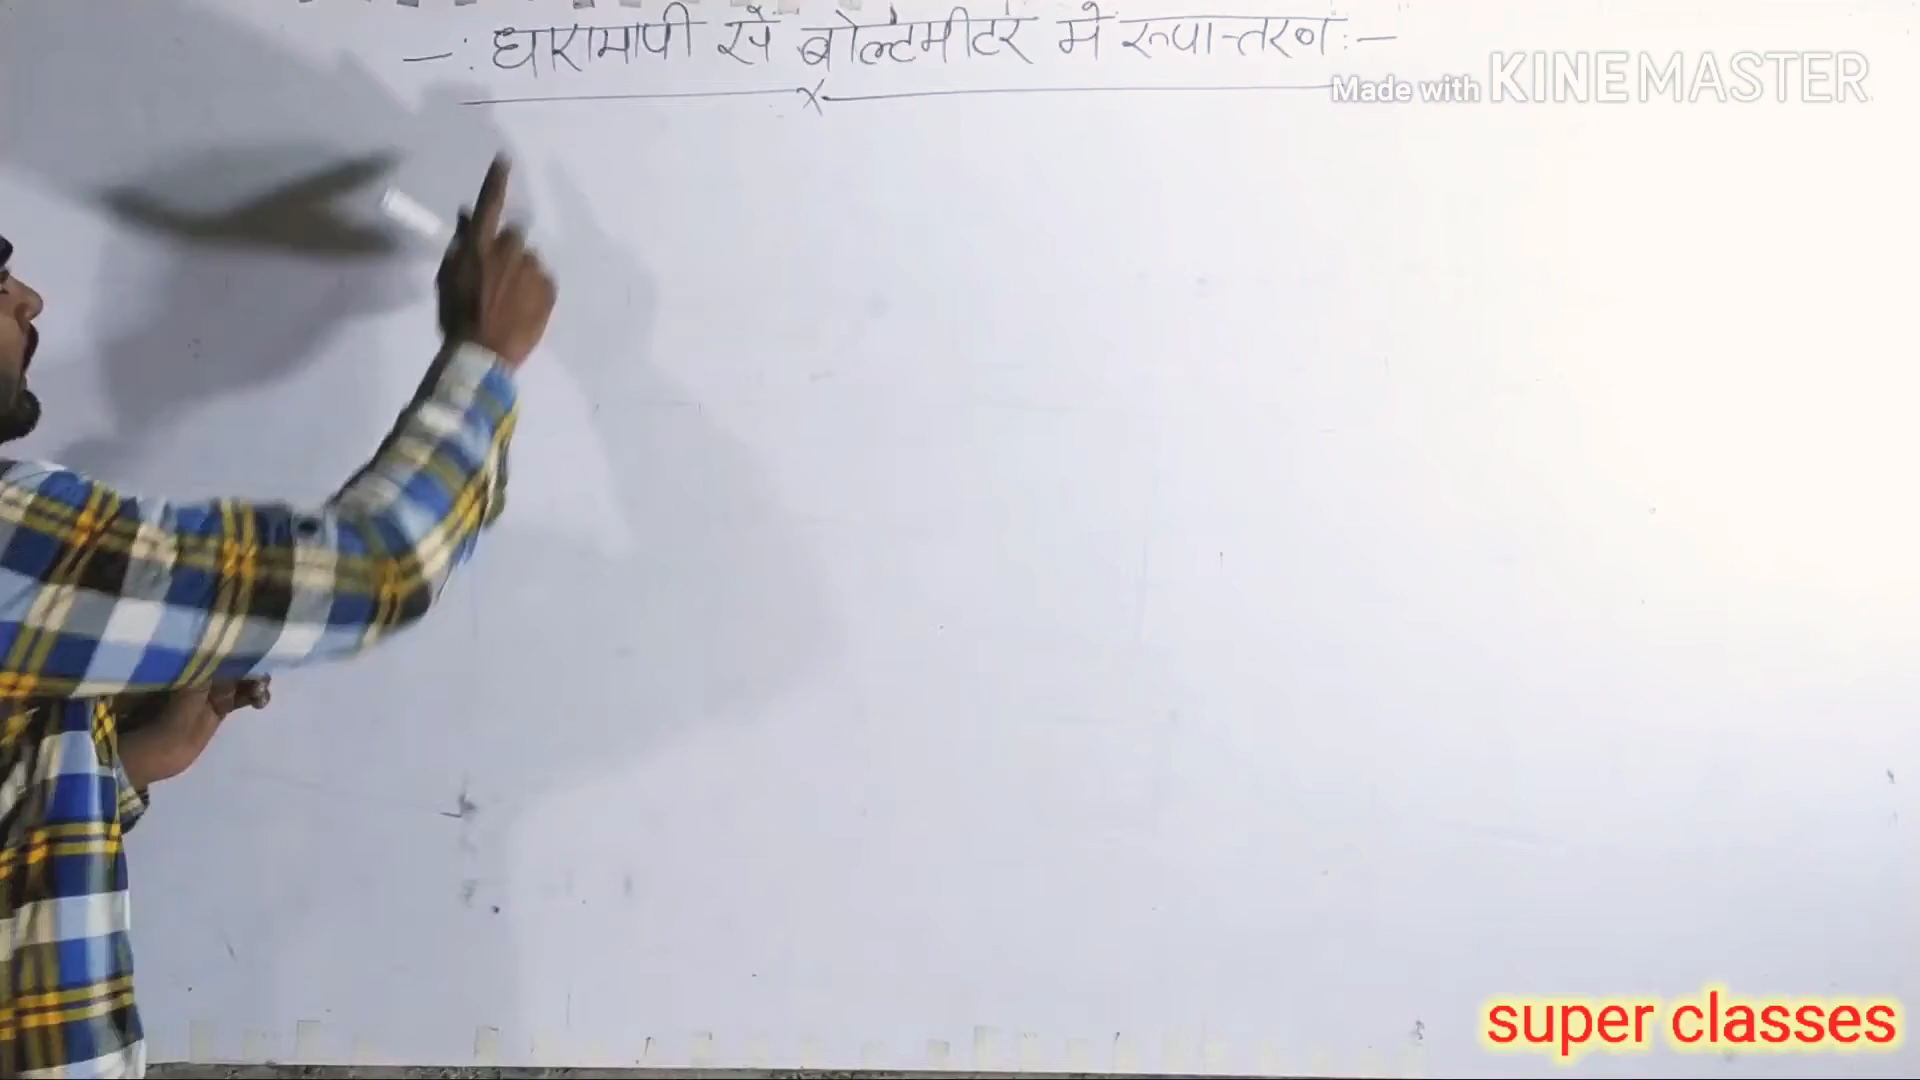 -: धारामापी से वोल्टमीटर में रुपान्तरण :-
Made with KINEMASTER
super classes